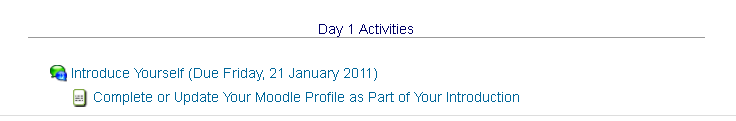 Day 1 Activities
Introduce Yourself (Due Friday, 21 January 2011)
Complete or Update Your Moodle Profile as Part of Your Introduction